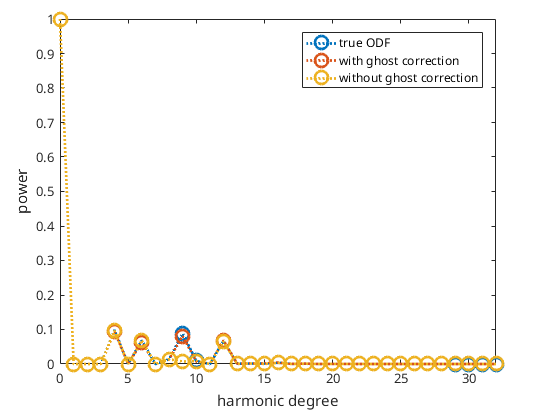 1
0.9
0.8
0.7
0.6
0.5
0.4
0.3
0.2
0.1
0
power
0 5 10 15 20 25 30
harmonic degree
true ODF
with ghost correction
without ghost correction